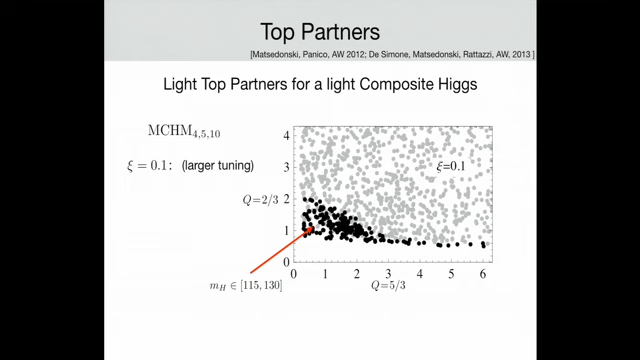 Top Partners
[Matsedonski, Panico, AW 2012; De Simone, Matsedonski, Rattazzi, AW, 2013 ]
Light Top Partners for a light Composite Higgs
MCHM4,5,10
ξ = 0.1: (larger tuning)
ξ=0.1
Q=2/3
4
3
2
1
0
0 1 2 3 4 5 6
Q=5/3
m_H ∈ [115, 130]